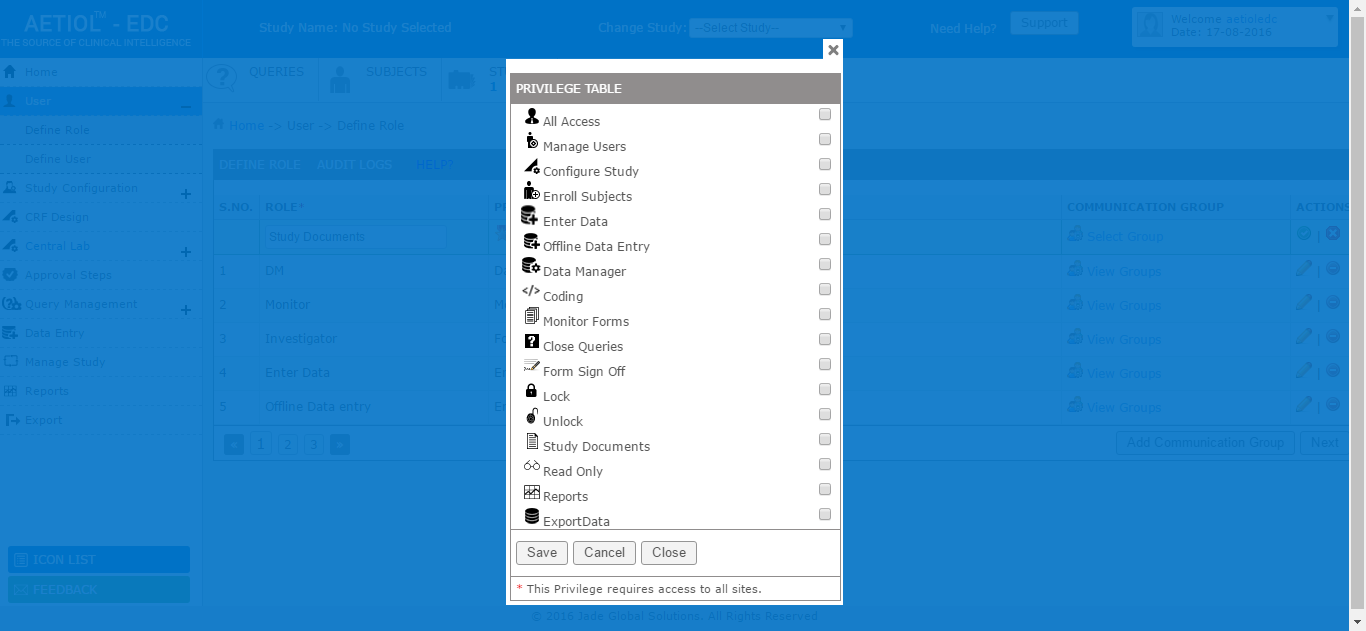 AETIOL™ - EDC
THE SOURCE OF CLINICAL INTELLIGENCE
Study Name: No Study Selected
Change Study: --Select Study--
Need Help? Support
Welcome aetioledc
Date: 17-08-2016
Home
User
Define Role
Define User
Study Configuration
CRF Design
Central Lab
Approval Steps
Query Management
Data Entry
Manage Study
Reports
Export
ICON LIST
FEEDBACK
QUERIES
SUBJECTS
ST
1
Home -> User -> Define Role
DEFINE ROLE AUDIT LOGS HELP?
S.NO. ROLE* COMMUNICATION GROUP ACTIONS
Study Documents Select Group |
1 DM View Groups |
2 Monitor View Groups |
3 Investigator View Groups |
4 Enter Data View Groups |
5 Offline Data entry View Groups |
« 1 2 3 »
Add Communication Group Next
PRIVILEGE TABLE
All Access
Manage Users
Configure Study
Enroll Subjects
Enter Data
Offline Data Entry
Data Manager
Coding
Monitor Forms
Close Queries
Form Sign Off
Lock
Unlock
Study Documents
Read Only
Reports
ExportData
Save Cancel Close
* This Privilege requires access to all sites.
© 2016 Jade Global Solutions. All Rights Reserved